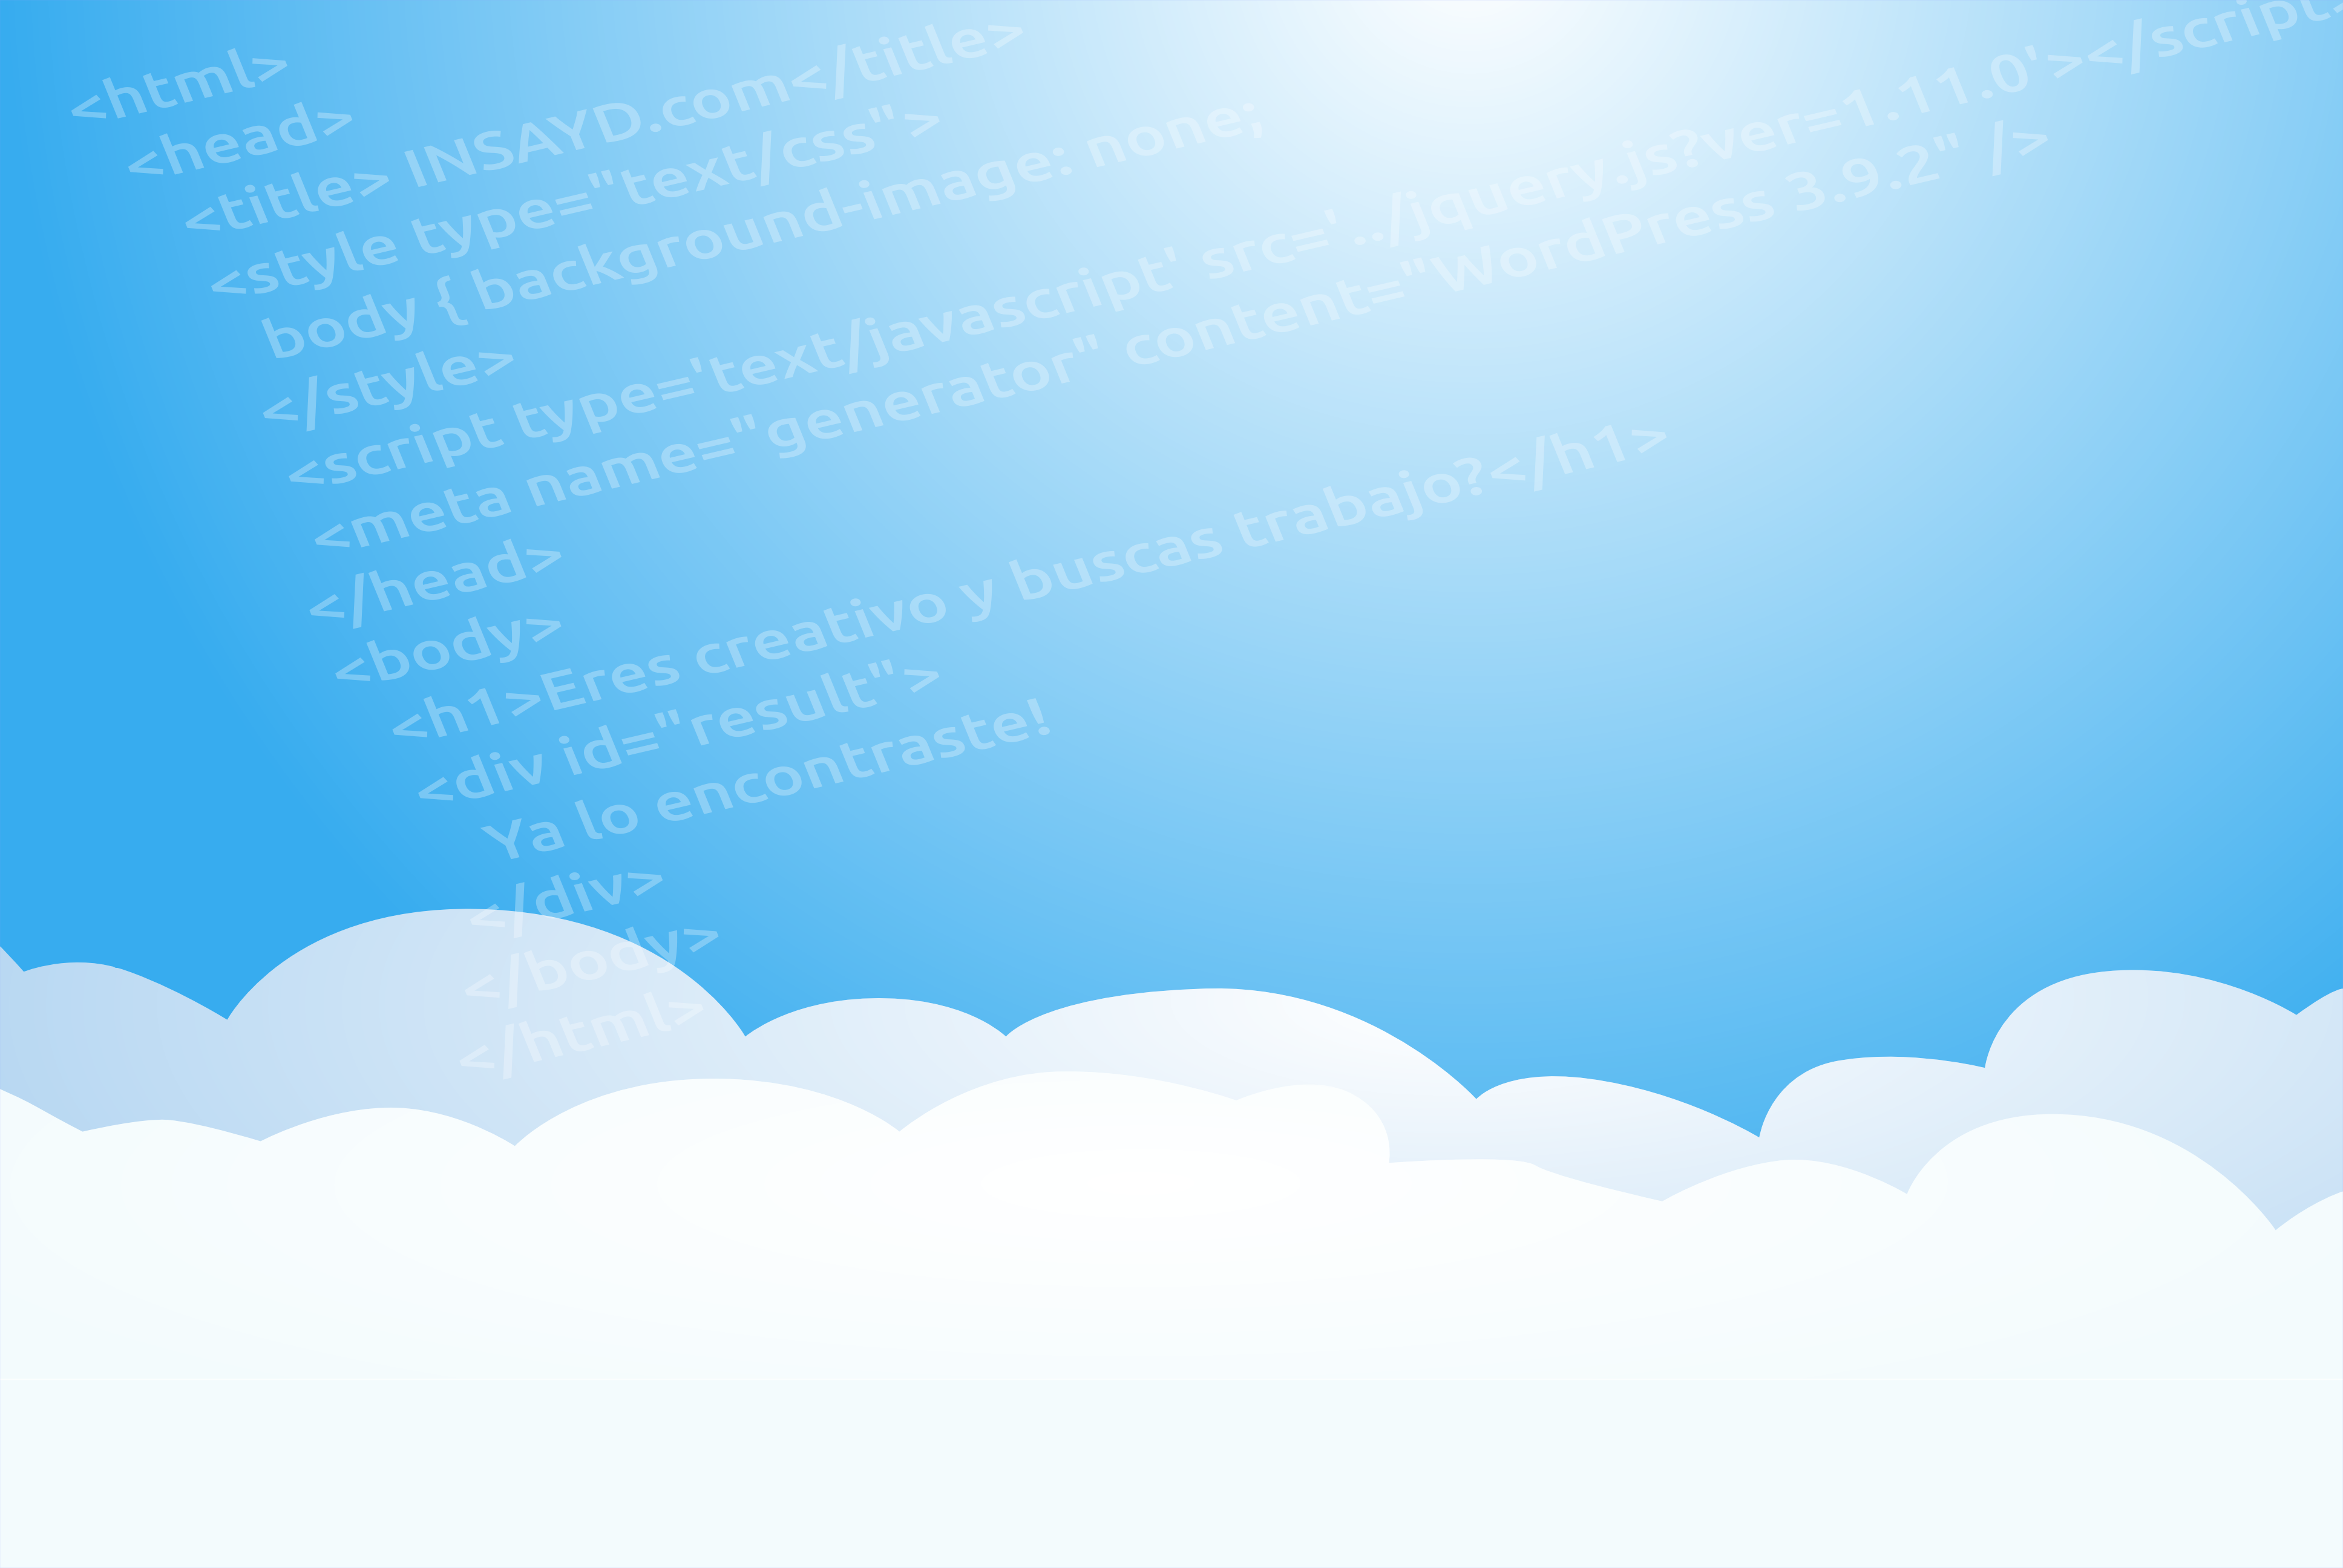 <html>
<head>
<title> INSAYD.com</title>
<style type="text/css">
body { background-image: none;
</style>
<script type='text/javascript' src='../jquery.js?ver=1.11.0'></script>
<meta name="generator" content="WordPress 3.9.2" />
</head>
<body>
<h1>Eres creativo y buscas trabajo?</h1>
<div id="result">
Ya lo encontraste!
</div>
</body>
</html>